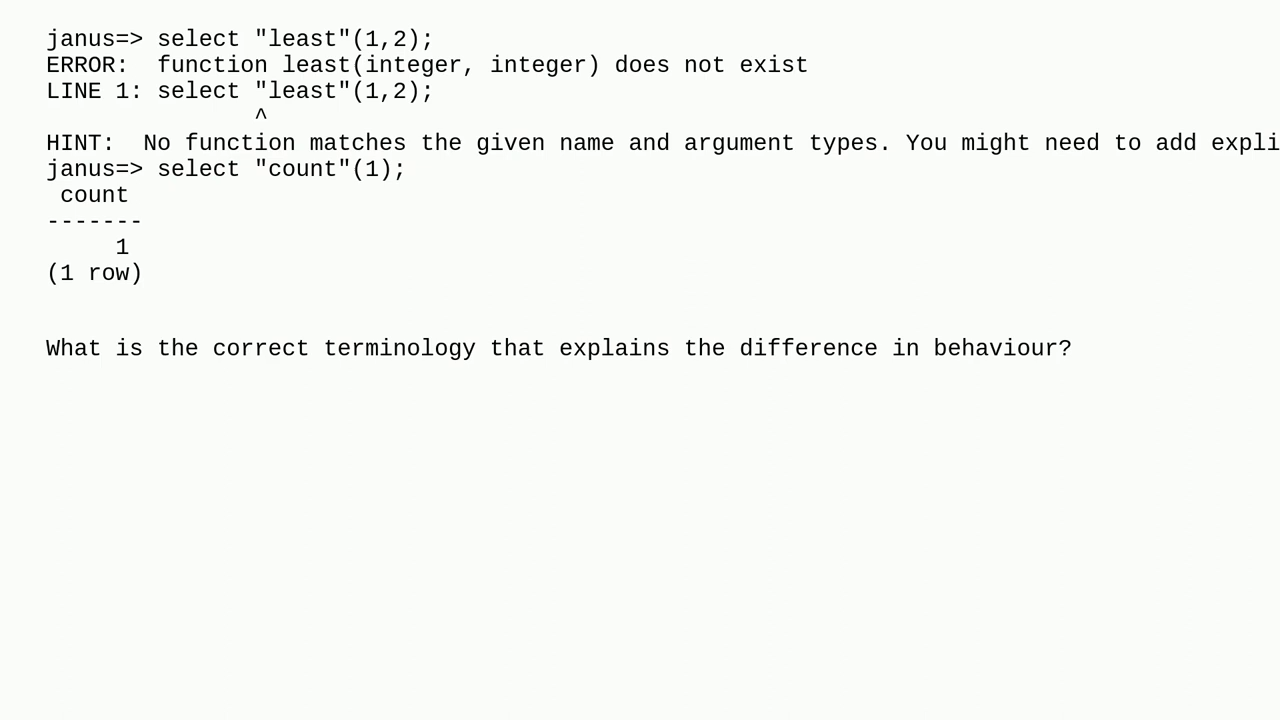 janus=> select "least"(1,2);
ERROR:  function least(integer, integer) does not exist
LINE 1: select "least"(1,2);
               ^
HINT:  No function matches the given name and argument types. You might need to add expli
janus=> select "count"(1);
 count
-------
     1
(1 row)
What is the correct terminology that explains the difference in behaviour?